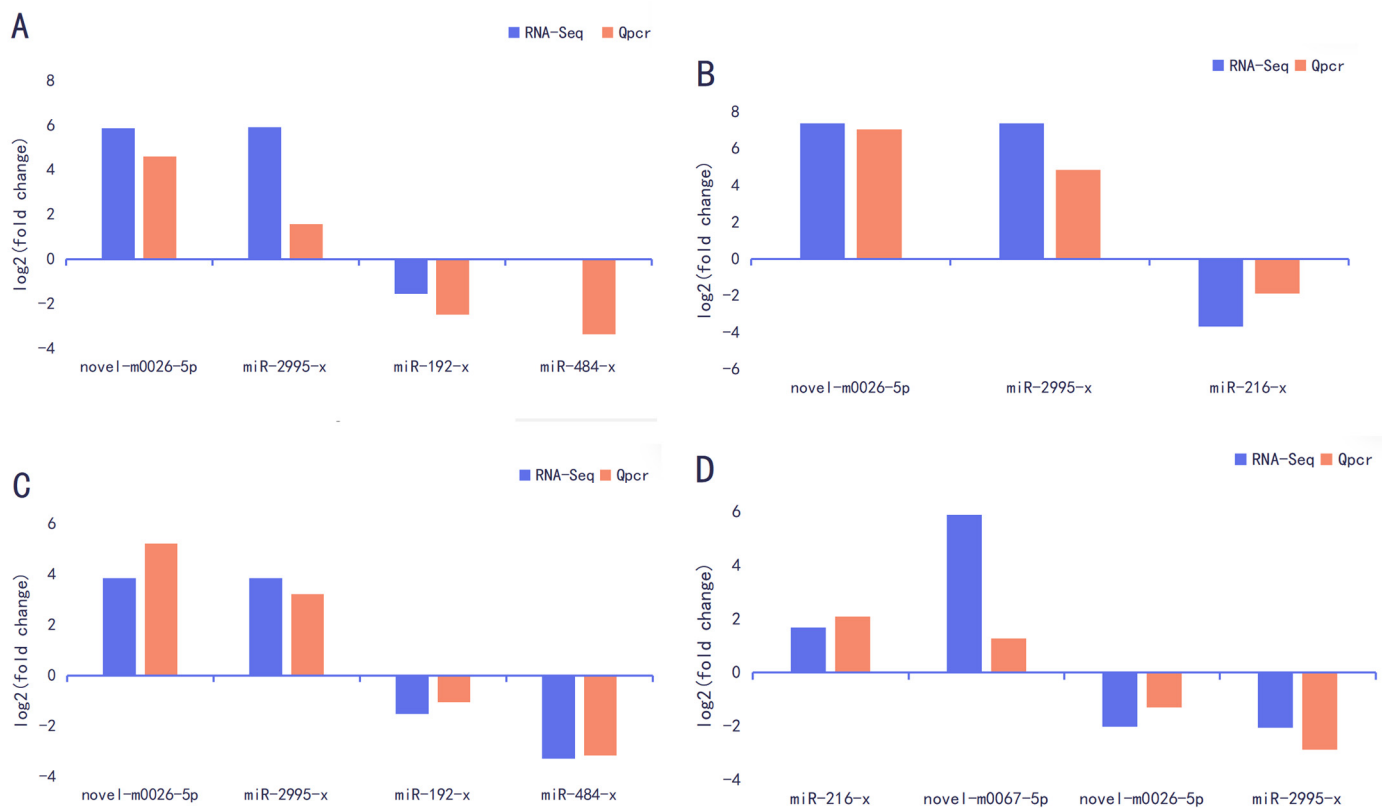 A
RNA-Seq Qpcr
log2(fold change)
8
6
4
2
0
-2
-4
novel-m0026-5p miR-2995-x miR-192-x miR-484-x
B
RNA-Seq Qpcr
log2(fold change)
8
6
4
2
0
-2
-4
-6
novel-m0026-5p miR-2995-x miR-216-x
C
RNA-Seq Qpcr
log2(fold change)
6
4
2
0
-2
-4
novel-m0026-5p miR-2995-x miR-192-x miR-484-x
D
RNA-Seq Qpcr
log2(fold change)
6
4
2
0
-2
-4
miR-216-x novel-m0067-5p novel-m0026-5p miR-2995-x